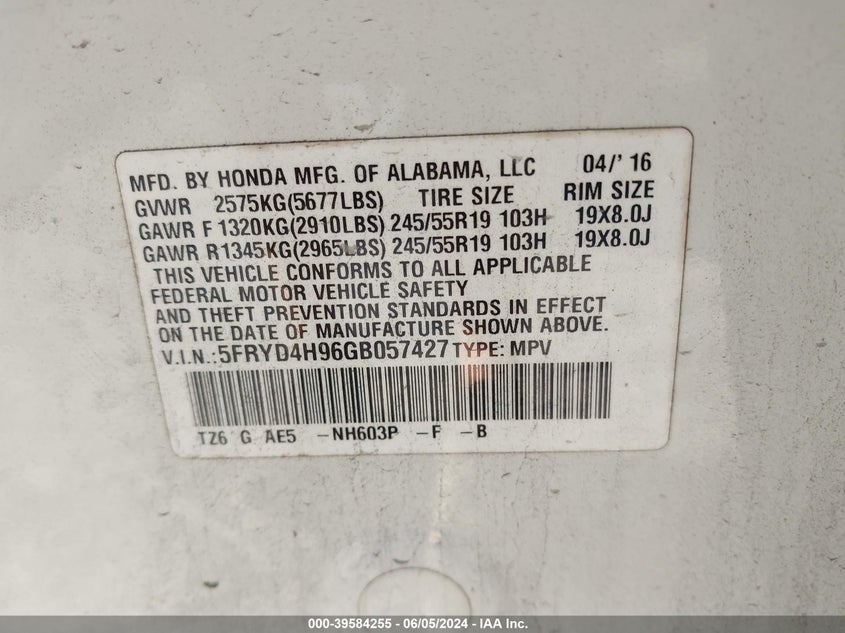 MFD. BY HONDA MFG. OF ALABAMA, LLC 04/' 16
GVWR 2575KG(5677LBS) TIRE SIZE RIM SIZE
GAWR F 1320KG(2910LBS) 245/55R19 103H 19X8.0J
GAWR R1345KG(2965LBS) 245/55R19 103H 19X8.0J
THIS VEHICLE CONFORMS TO ALL APPLICABLE
FEDERAL MOTOR VEHICLE SAFETY
AND THEFT PREVENTION STANDARDS IN EFFECT
ON THE DATE OF MANUFACTURE SHOWN ABOVE.
V.I.N.:5FRYD4H96GB057427 TYPE: MPV
TZ6 G AE5 -NH603P -F -B
000-39584255 | 06/05/2024 - IAA Inc.